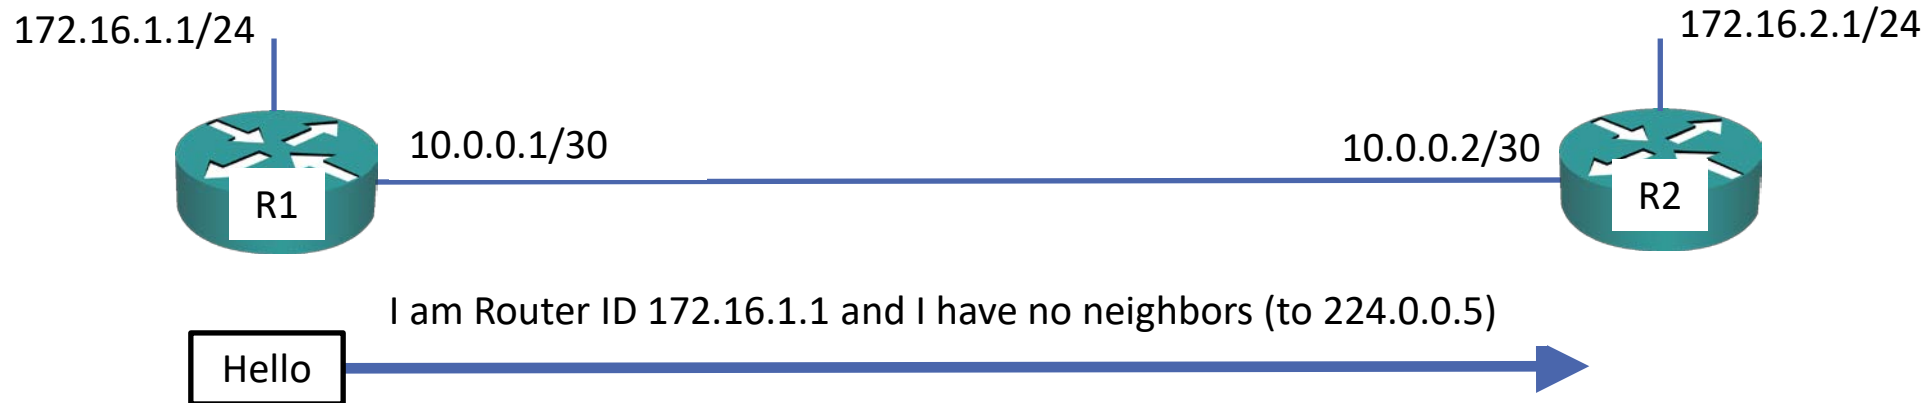 172.16.1.1/24
172.16.2.1/24
10.0.0.1/30
10.0.0.2/30
R1
R2
I am Router ID 172.16.1.1 and I have no neighbors (to 224.0.0.5)
Hello